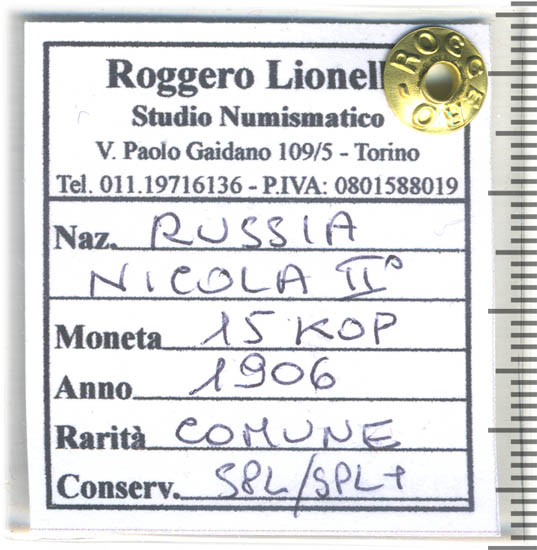 Roggero Lionell
Studio Numismatico
V. Paolo Gaidano 109/5 - Torino
Tel. 011.19716136 - P.IVA: 0801588019
Naz. RUSSIA
NICOLA II°
Moneta 15 KOP
Anno 1906
Rarità COMUNE
Conserv. SPL/SPL+
ROGGERO